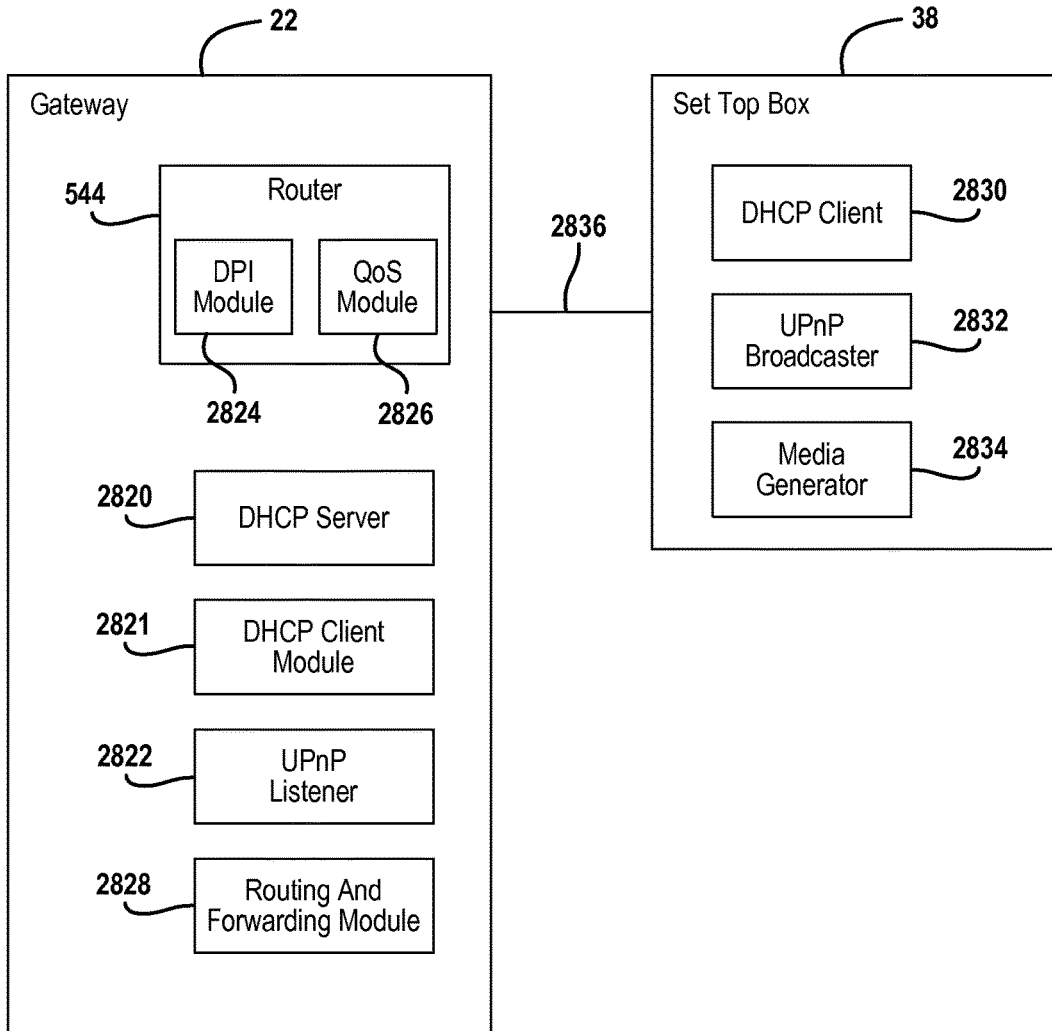 22
38
Gateway
Set Top Box
544
Router
DPI
Module
QoS
Module
2824
2826
2836
DHCP Client
2830
UPnP
Broadcaster
2832
Media
Generator
2834
2820
DHCP Server
2821
DHCP Client
Module
2822
UPnP
Listener
2828
Routing And
Forwarding Module